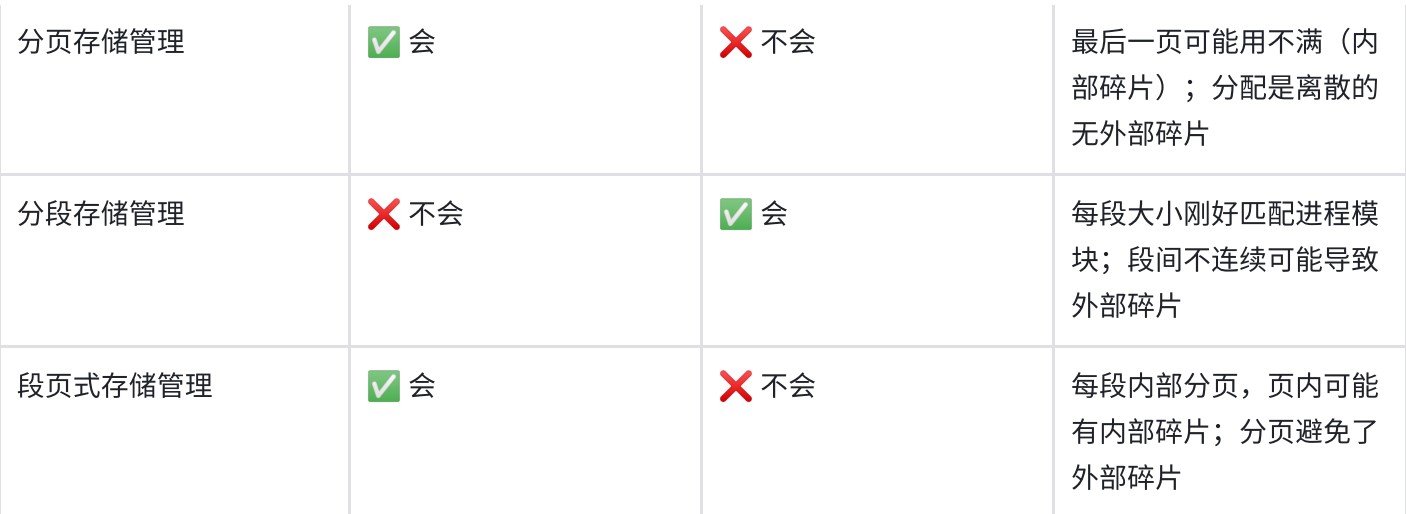 分页存储管理
✅ 会
❌ 不会
最后一页可能用不满（内
部碎片）；分配是离散的
无外部碎片
分段存储管理
❌ 不会
✅ 会
每段大小刚好匹配进程模
块；段间不连续可能导致
外部碎片
段页式存储管理
✅ 会
❌ 不会
每段内部分页，页内可能
有内部碎片；分页避免了
外部碎片